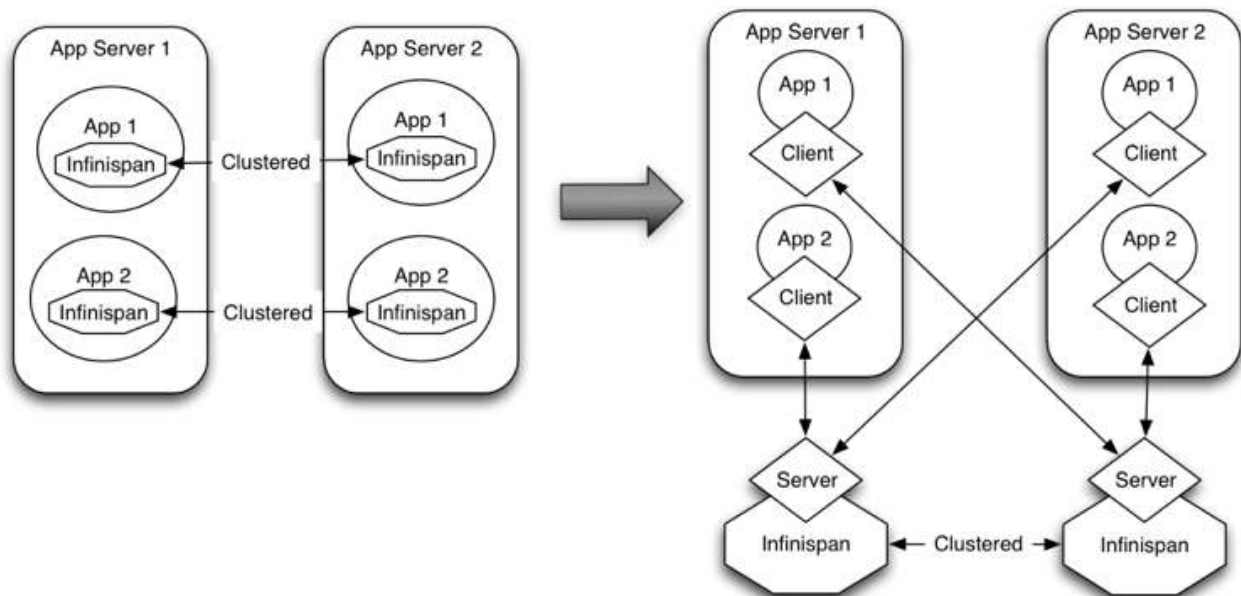 App Server 1
App Server 2
App 1
Infinispan
Clustered
App 1
Infinispan
App 2
Infinispan
Clustered
App 2
Infinispan
App Server 1
App Server 2
App 1
Client
App 1
Client
App 2
Client
App 2
Client
Server
Server
Infinispan
Clustered
Infinispan